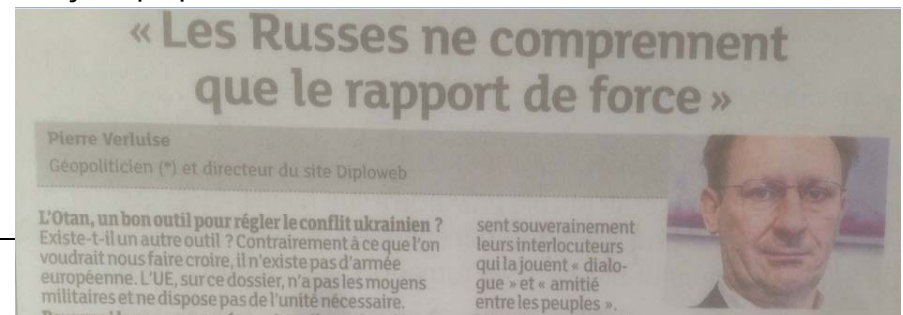 « Les Russes ne comprennent
que le rapport de force »
Pierre Verluise
Géopoliticien (*) et directeur du site Diploweb
L'Otan, un bon outil pour régler le conflit ukrainien ?
Existe-t-il un autre outil ? Contrairement à ce que l'on
voudrait nous faire croire, il n'existe pas d'armée
européenne. L'UE, sur ce dossier, n'a pas les moyens
militaires et ne dispose pas de l'unité nécessaire.
sent souverainement
leurs interlocuteurs
qui la jouent « dialo-
gue » et « amitié
entre les peuples ».